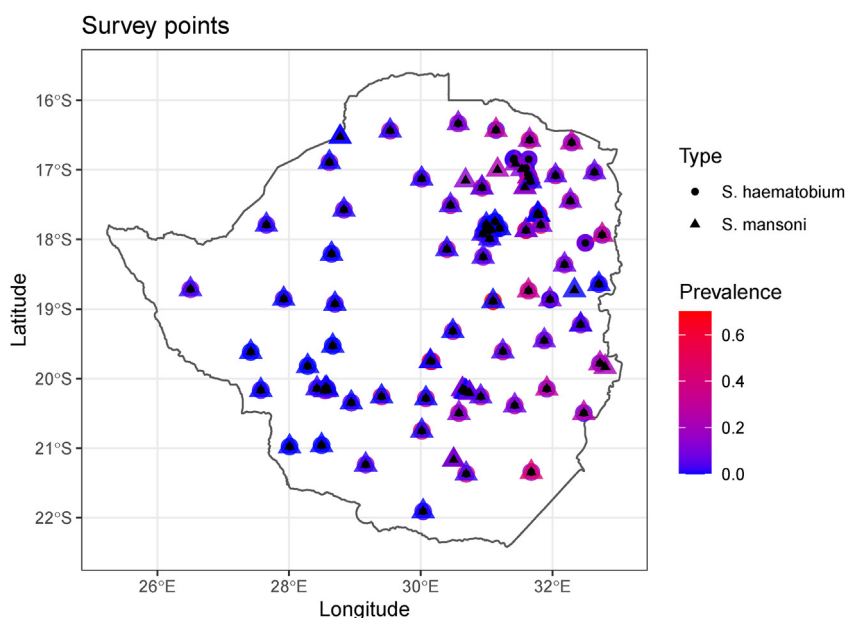 Survey points
16°S
17°S
18°S
19°S
20°S
21°S
22°S
Latitude
26°E
28°E
30°E
32°E
Longitude
Type
S. haematobium
S. mansoni
Prevalence
0.6
0.4
0.2
0.0